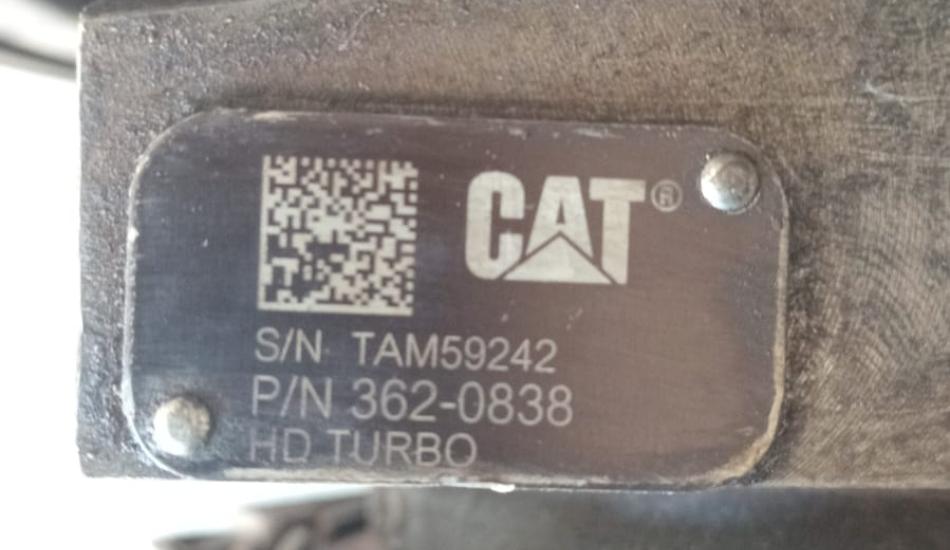 CAT®
S/N TAM59242
P/N 362-0838
HD TURBO